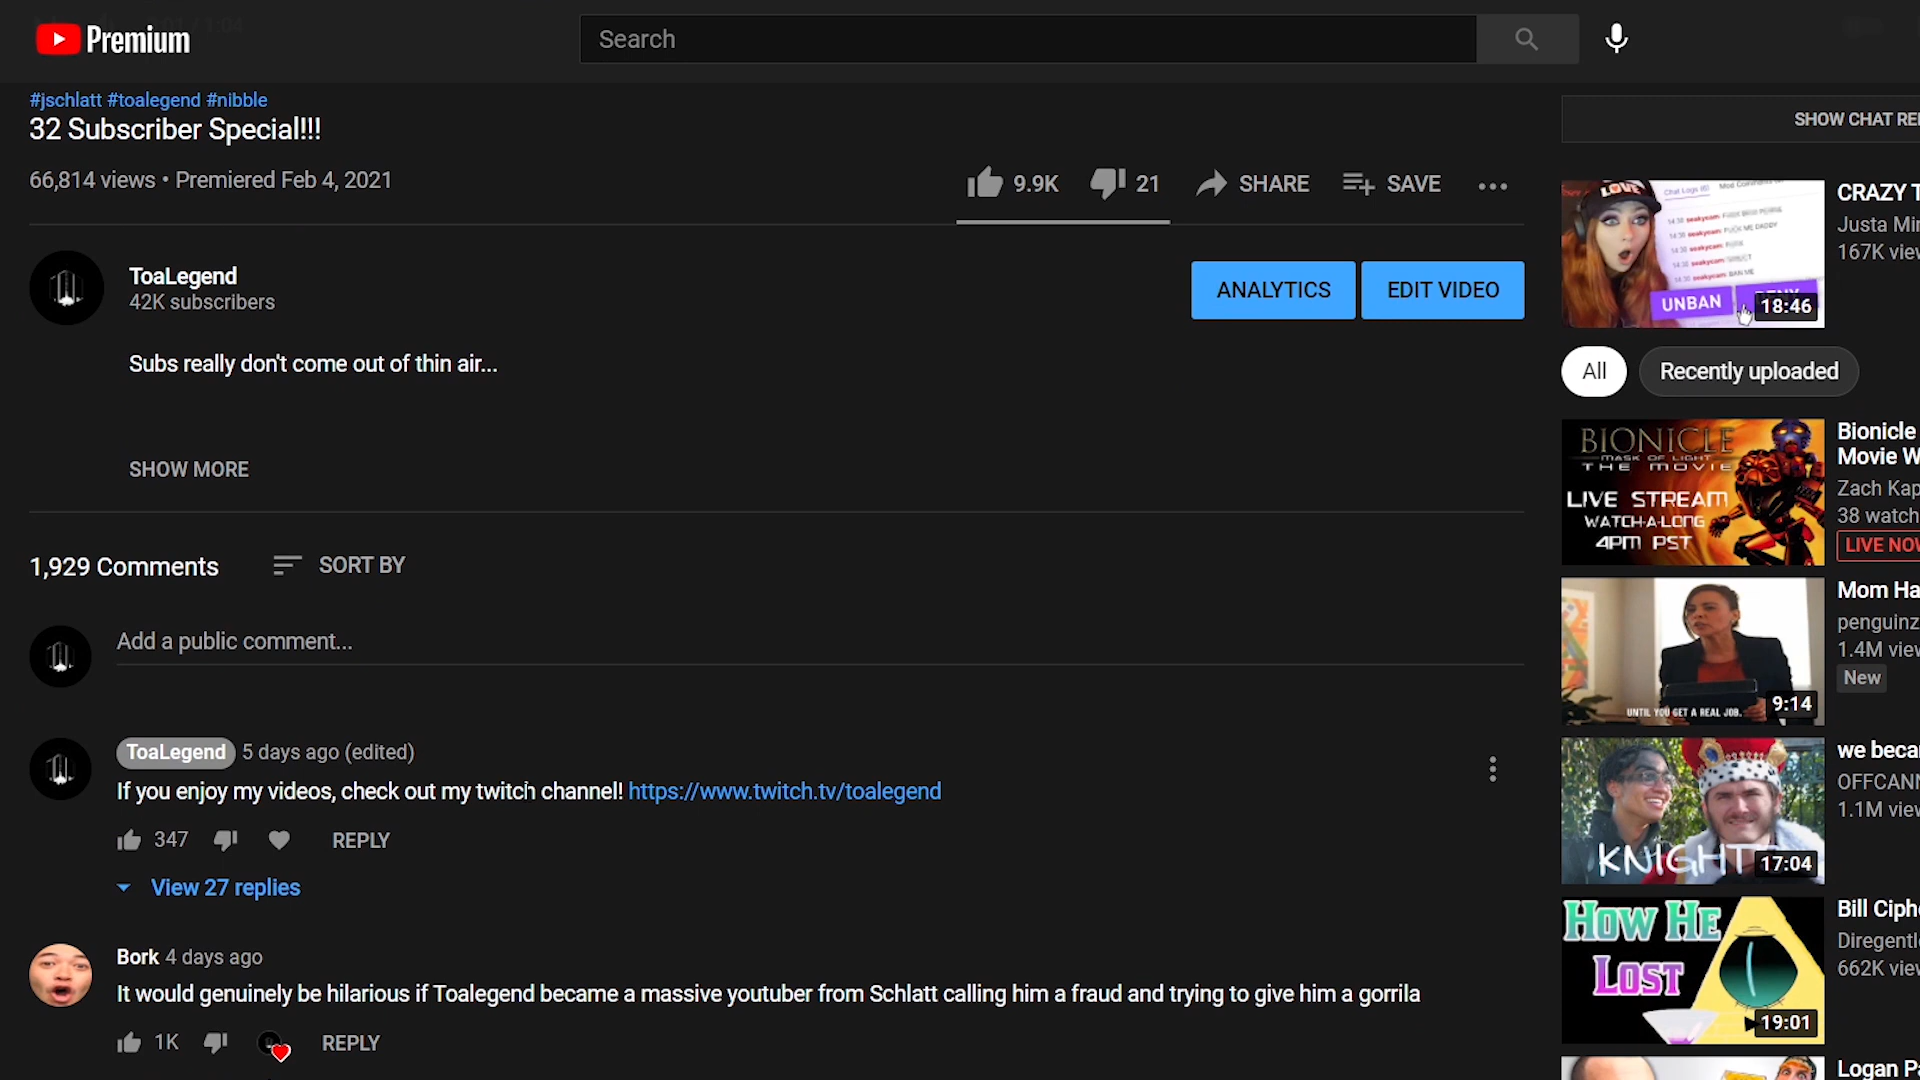 Premium
Search
#jschlatt #toalegend #nibble
32 Subscriber Special!!!
66,814 views • Premiered Feb 4, 2021
9.9K
21
SHARE
SAVE
ToaLegend
42K subscribers
ANALYTICS
EDIT VIDEO
Subs really don't come out of thin air...
SHOW MORE
1,929 Comments
SORT BY
Add a public comment...
ToaLegend 5 days ago (edited)
If you enjoy my videos, check out my twitch channel! https://www.twitch.tv/toalegend
347
REPLY
View 27 replies
Bork 4 days ago
It would genuinely be hilarious if Toalegend became a massive youtuber from Schlatt calling him a fraud and trying to give him a gorrila
1K
REPLY
SHOW CHAT RE
LOVE
UNBAN
18:46
CRAZY T
Justa Mi
167K view
All
Recently uploaded
BIONICLE
MASK OF LIGHT
THE MOVIE
LIVE STREAM
WATCH-A-LONG
4PM PST
Bionicle
Movie W
Zach Kap
38 watch
LIVE NOW
UNTIL YOU GET A REAL JOB.
9:14
Mom Ha
penguinz
1.4M view
New
KNIGHT
17:04
we beca
OFFCANN
1.1M view
HOW HE
LOST
19:01
Bill Ciph
Diregentl
662K view
Logan Pa